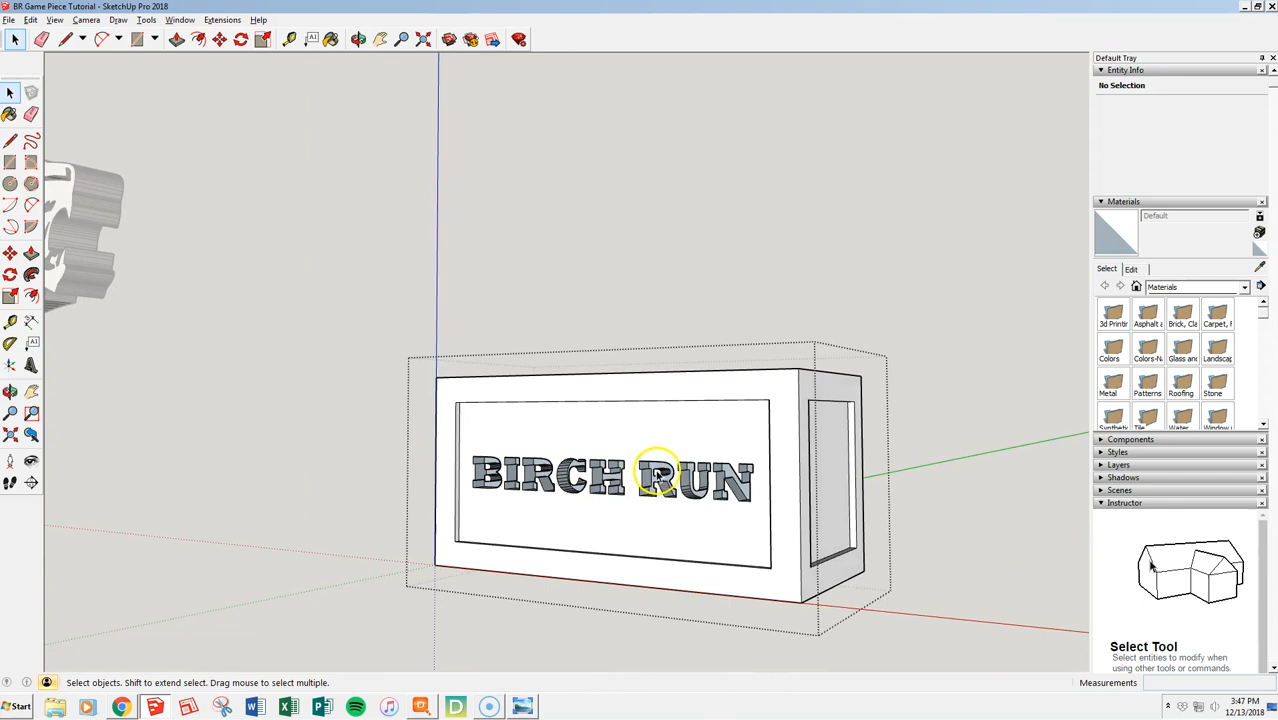 BR Game Piece Tutorial - SketchUp Pro 2018
File Edit View Camera Draw Tools Window Extensions Help
Default Tray
Entity Info
No Selection
Materials
Default
Select Edit
Materials
3d Printin Asphalt a Brick, Cla Carpet, F
Colors Colors-N Glass and Landscap
Metal Patterns Roofing Stone
Synthetic Tile Water Window
Components
Styles
Layers
Shadows
Scenes
Instructor
BIRCH RUN
Select Tool
Select entities to modify when
using other tools or commands.
Select objects. Shift to extend select. Drag mouse to select multiple.
Measurements
Start
3:47 PM
12/13/2018